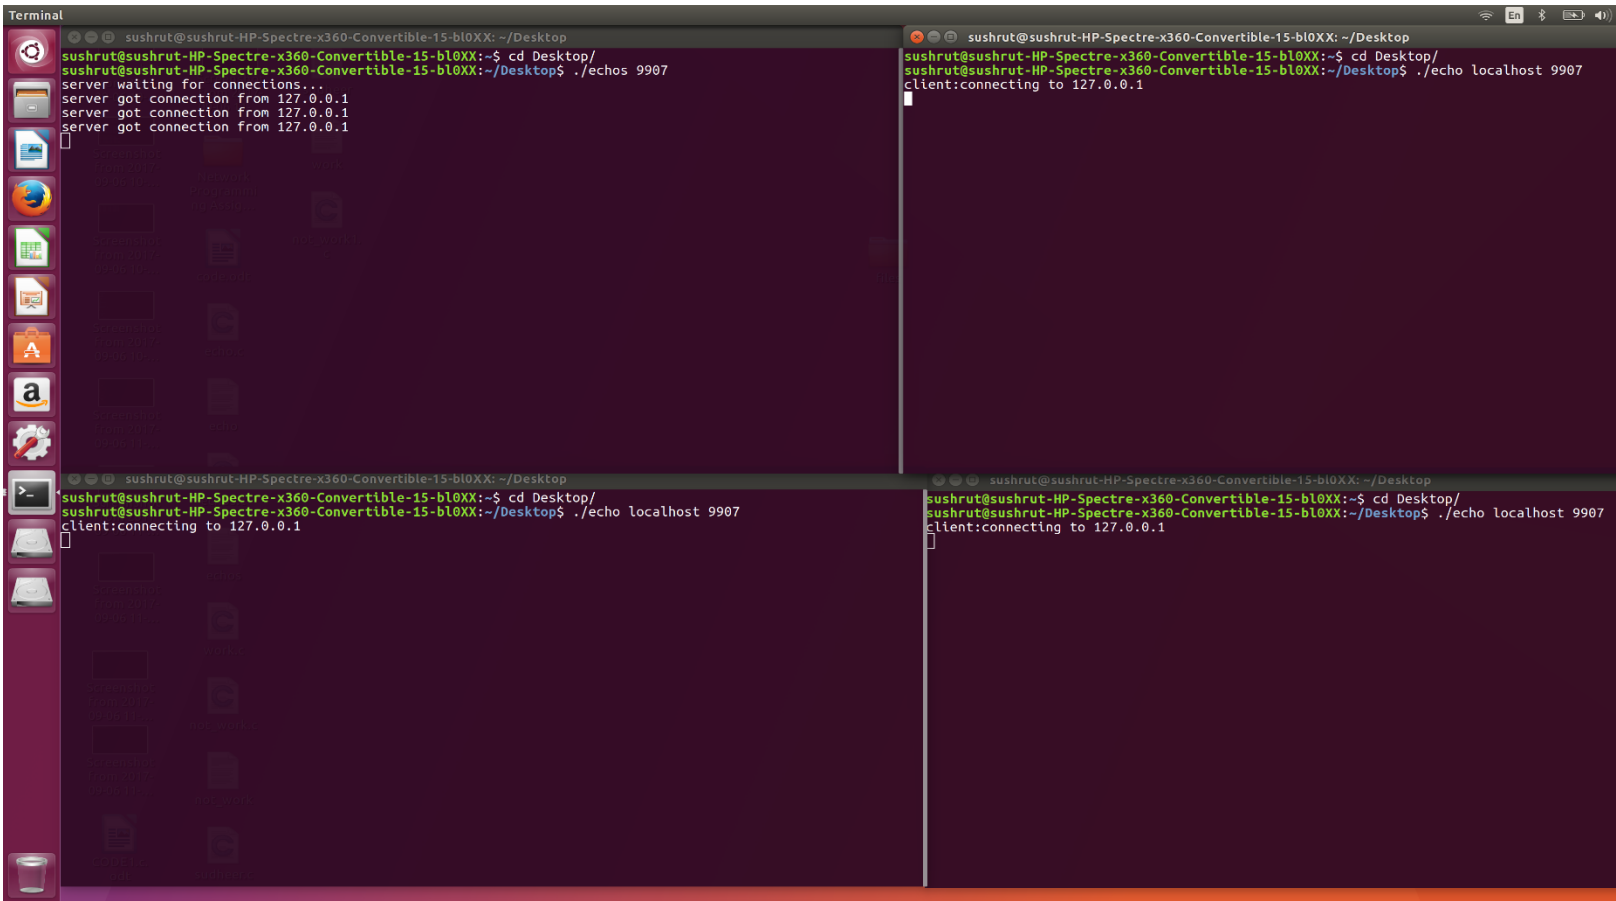 Terminal
En
sushrut@sushrut-HP-Spectre-x360-Convertible-15-bl0XX: ~/Desktop
sushrut@sushrut-HP-Spectre-x360-Convertible-15-bl0XX:~$ cd Desktop/
sushrut@sushrut-HP-Spectre-x360-Convertible-15-bl0XX:~/Desktop$ ./echos 9907
server waiting for connections...
server got connection from 127.0.0.1
server got connection from 127.0.0.1
server got connection from 127.0.0.1
sushrut@sushrut-HP-Spectre-x360-Convertible-15-bl0XX: ~/Desktop
sushrut@sushrut-HP-Spectre-x360-Convertible-15-bl0XX:~$ cd Desktop/
sushrut@sushrut-HP-Spectre-x360-Convertible-15-bl0XX:~/Desktop$ ./echo localhost 9907
client:connecting to 127.0.0.1
sushrut@sushrut-HP-Spectre-x360-Convertible-15-bl0XX: ~/Desktop
sushrut@sushrut-HP-Spectre-x360-Convertible-15-bl0XX:~$ cd Desktop/
sushrut@sushrut-HP-Spectre-x360-Convertible-15-bl0XX:~/Desktop$ ./echo localhost 9907
client:connecting to 127.0.0.1
sushrut@sushrut-HP-Spectre-x360-Convertible-15-bl0XX: ~/Desktop
sushrut@sushrut-HP-Spectre-x360-Convertible-15-bl0XX:~$ cd Desktop/
sushrut@sushrut-HP-Spectre-x360-Convertible-15-bl0XX:~/Desktop$ ./echo localhost 9907
client:connecting to 127.0.0.1